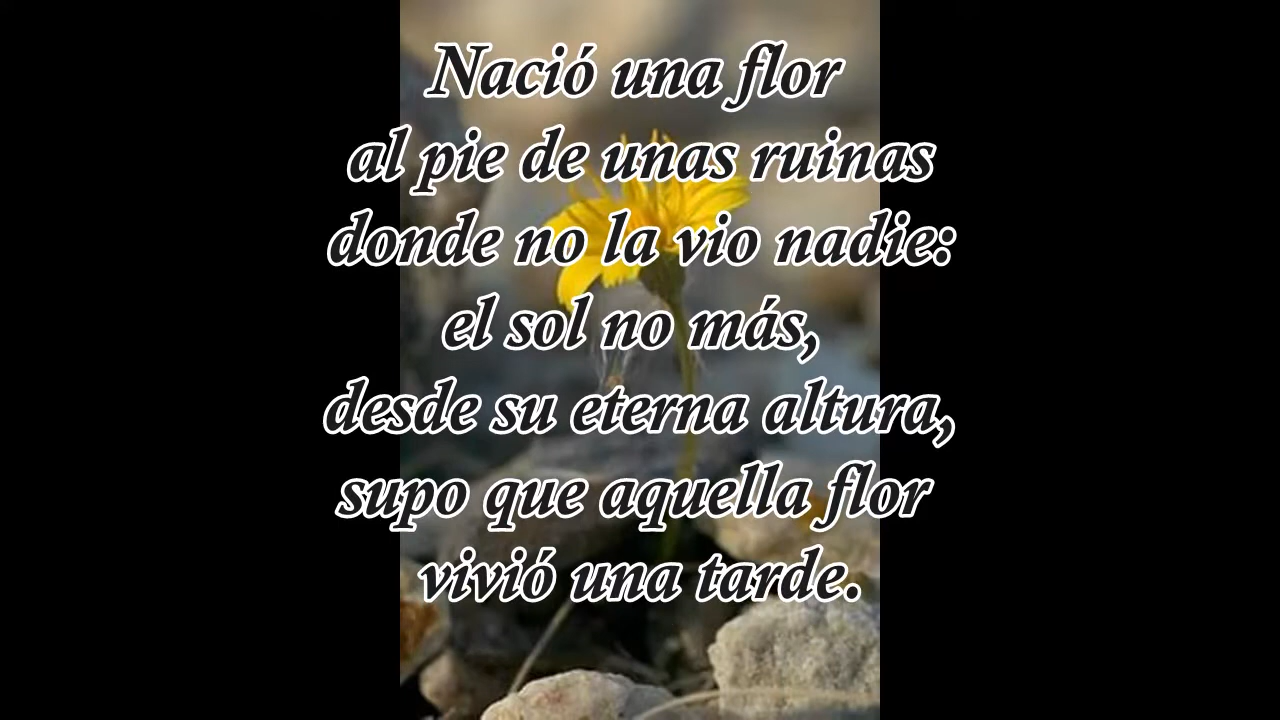 Nació una flor
al pie de unas ruinas
donde no la vio nadie:
el sol no más,
desde su eterna altura,
supo que aquella flor
vivió una tarde.